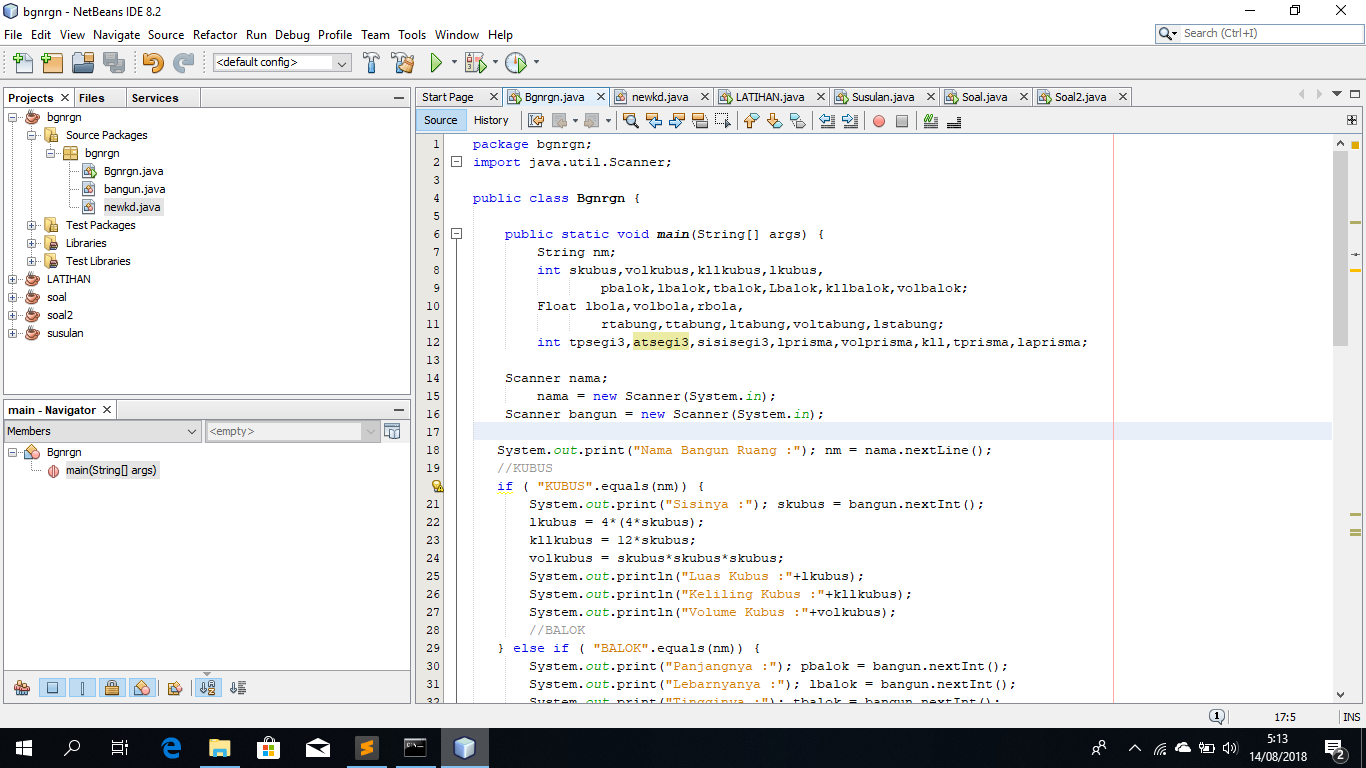 bgnrgn - NetBeans IDE 8.2
File Edit View Navigate Source Refactor Run Debug Profile Team Tools Window Help
Search (Ctrl+I)
<default config>
Projects Files Services
bgnrgn
Source Packages
bgnrgn
Bgnrgn.java
bangun.java
newkd.java
Test Packages
Libraries
Test Libraries
LATIHAN
soal
soal2
susulan
main - Navigator
Members <empty>
Bgnrgn
main(String[] args)
Start Page Bgnrgn.java newkd.java LATIHAN.java Susulan.java Soal.java Soal2.java
Source History
1 package bgnrgn;
2 import java.util.Scanner;
3
4 public class Bgnrgn {
5
6 public static void main(String[] args) {
7 String nm;
8 int skubus,volkubus,kllkubus,lkubus,
9 pbalok,lbalok,tbalok,Lbalok,kllbalok,volbalok;
10 Float lbola,volbola,rbola,
11 rtabung,ttabung,ltabung,voltabung,lstabung;
12 int tpsegi3,atsegi3,sisisegi3,lprisma,volprisma,kll,tprisma,laprisma;
13
14 Scanner nama;
15 nama = new Scanner(System.in);
16 Scanner bangun = new Scanner(System.in);
17
18 System.out.print("Nama Bangun Ruang :"); nm = nama.nextLine();
19 //KUBUS
if ( "KUBUS".equals(nm)) {
21 System.out.print("Sisinya :"); skubus = bangun.nextInt();
22 lkubus = 4*(4*skubus);
23 kllkubus = 12*skubus;
24 volkubus = skubus*skubus*skubus;
25 System.out.println("Luas Kubus :"+lkubus);
26 System.out.println("Keliling Kubus :"+kllkubus);
27 System.out.println("Volume Kubus :"+volkubus);
28 //BALOK
29 } else if ( "BALOK".equals(nm)) {
30 System.out.print("Panjangnya :"); pbalok = bangun.nextInt();
31 System.out.print("Lebarnyanya :"); lbalok = bangun.nextInt();
32 System.out.print("Tingginya :"); tbalok = bangun.nextInt();
1 17:5 INS
5:13
14/08/2018
2